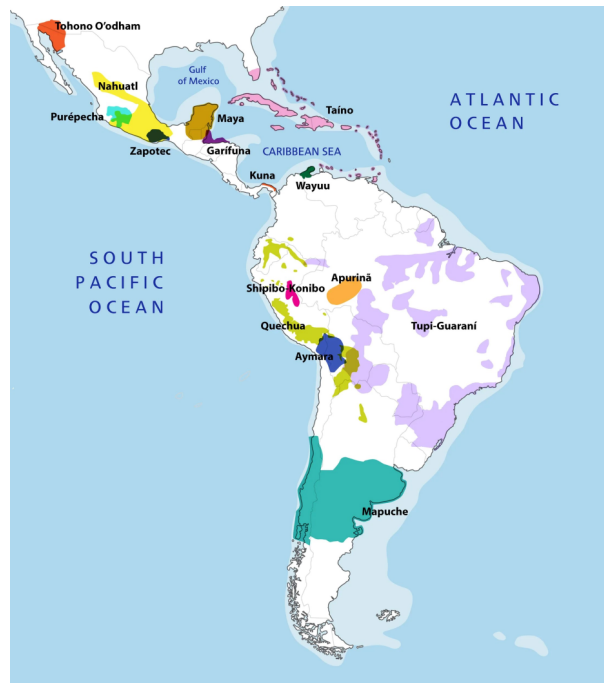 Tohono O'odham
Gulf
of Mexico
Nahuatl
ATLANTIC
OCEAN
Purépecha
Maya
Taíno
Zapotec
Garífuna
CARIBBEAN SEA
Kuna
Wayuu
SOUTH
PACIFIC
OCEAN
Apurinã
Shipibo-Konibo
Quechua
Tupi-Guaraní
Aymara
Mapuche